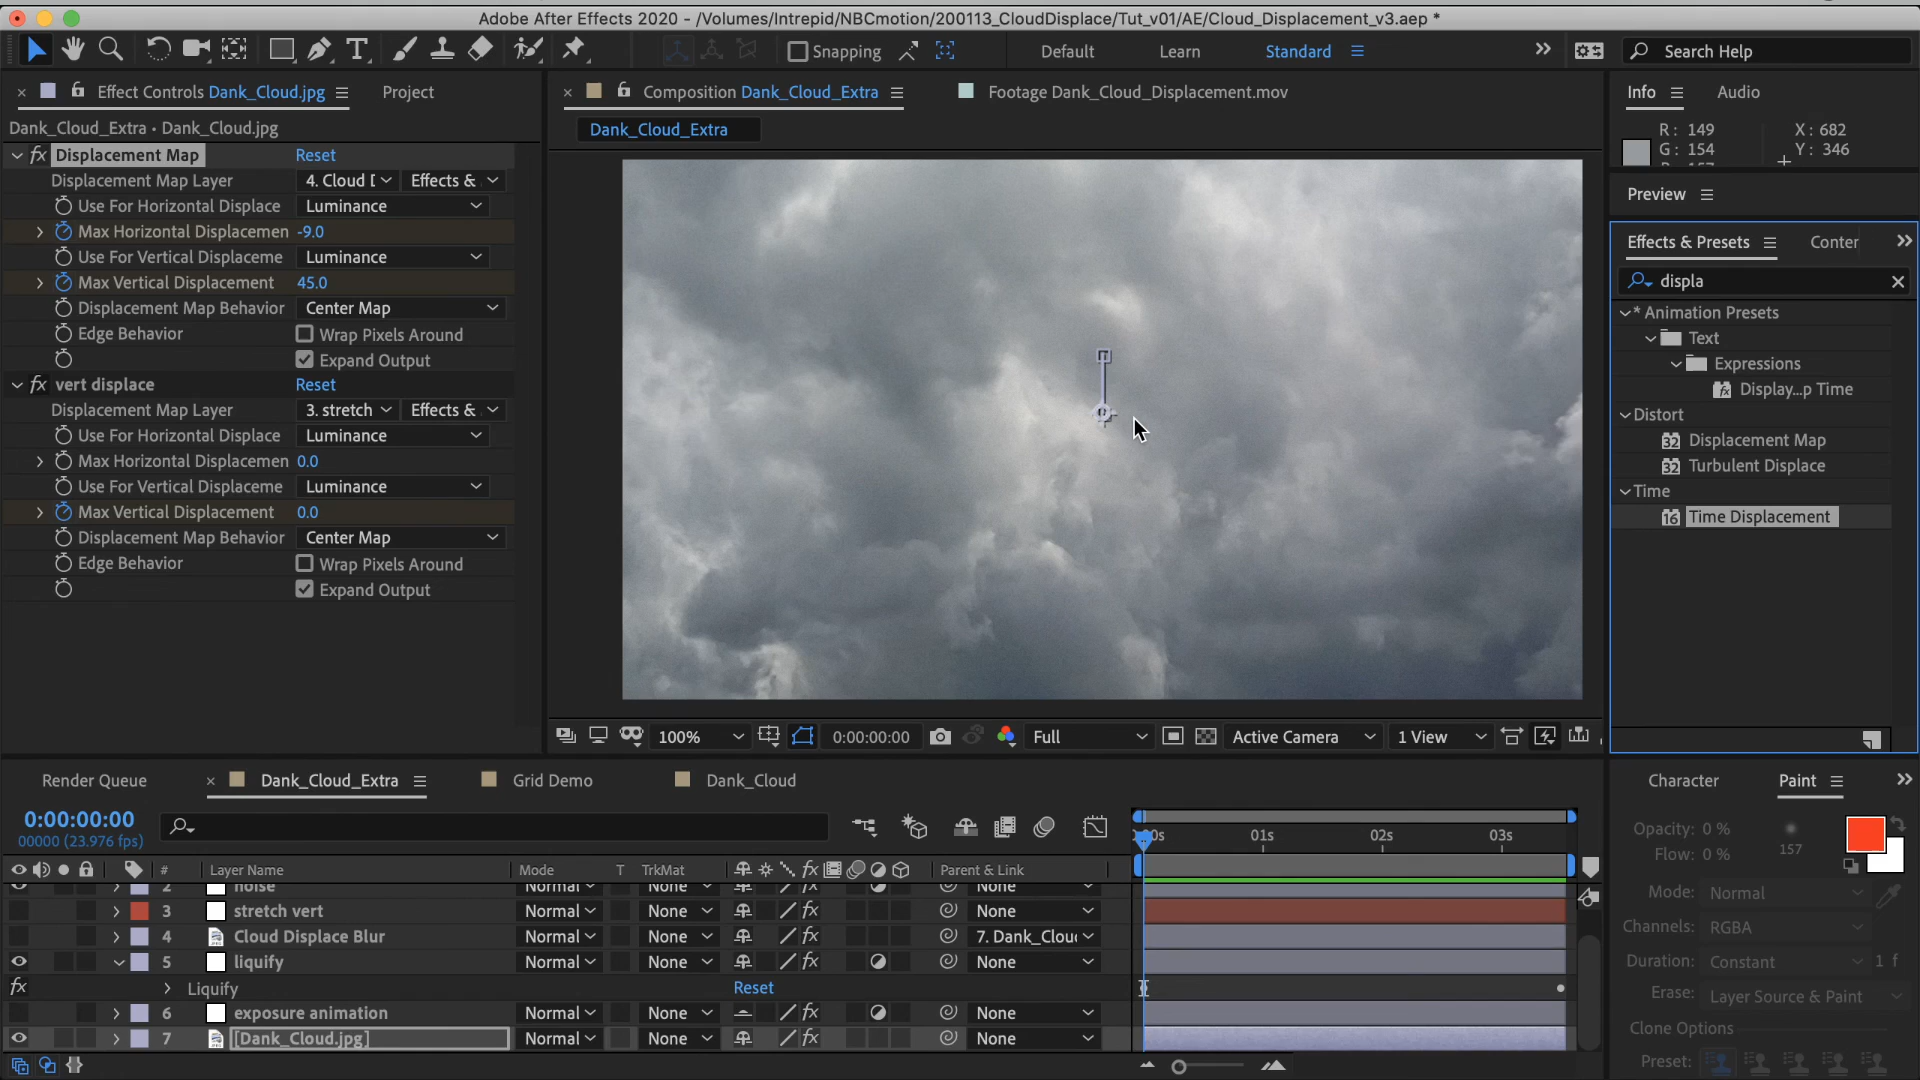 Adobe After Effects 2020 - /Volumes/Intrepid/NBCmotion/200113_CloudDisplace/Tut_v01/AE/Cloud_Displacement_v3.aep *
Snapping
Default
Learn
Standard
Search Help
Effect Controls Dank_Cloud.jpg
Project
Composition Dank_Cloud_Extra
Footage Dank_Cloud_Displacement.mov
Info
Audio
Dank_Cloud_Extra • Dank_Cloud.jpg
Dank_Cloud_Extra
R: 149
X: 682
G: 154
Y: 346
Displacement Map
Reset
Displacement Map Layer
4. Cloud D
Effects &
Use For Horizontal Displace
Luminance
Max Horizontal Displacemen
-9.0
Use For Vertical Displaceme
Luminance
Max Vertical Displacement
45.0
Displacement Map Behavior
Center Map
Edge Behavior
Wrap Pixels Around
Expand Output
fx
vert displace
Reset
Displacement Map Layer
3. stretch
Effects &
Use For Horizontal Displace
Luminance
Max Horizontal Displacemen
0.0
Use For Vertical Displaceme
Luminance
Max Vertical Displacement
0.0
Displacement Map Behavior
Center Map
Edge Behavior
Wrap Pixels Around
Expand Output
Preview
Effects & Presets
Conter
displa
* Animation Presets
Text
Expressions
Display...p Time
Distort
32 Displacement Map
32 Turbulent Displace
Time
16 Time Displacement
100%
0:00:00:00
Full
Active Camera
1 View
Render Queue
Dank_Cloud_Extra
Grid Demo
Dank_Cloud
Character
Paint
0:00:00:00
00000 (23.976 fps)
01s
02s
03s
# Layer Name
Mode
T
TrkMat
Parent & Link
2 noise
Normal
None
None
3 stretch vert
Normal
None
None
4 Cloud Displace Blur
Normal
None
7. Dank_Clou
5 liquify
Normal
None
None
fx
Liquify
Reset
6 exposure animation
Normal
None
None
7 [Dank_Cloud.jpg]
Normal
None
None
Opacity: 0 %
Flow: 0 %
157
Mode: Normal
Channels: RGBA
Duration: Constant
1 f
Erase: Layer Source & Paint
Clone Options
Preset: